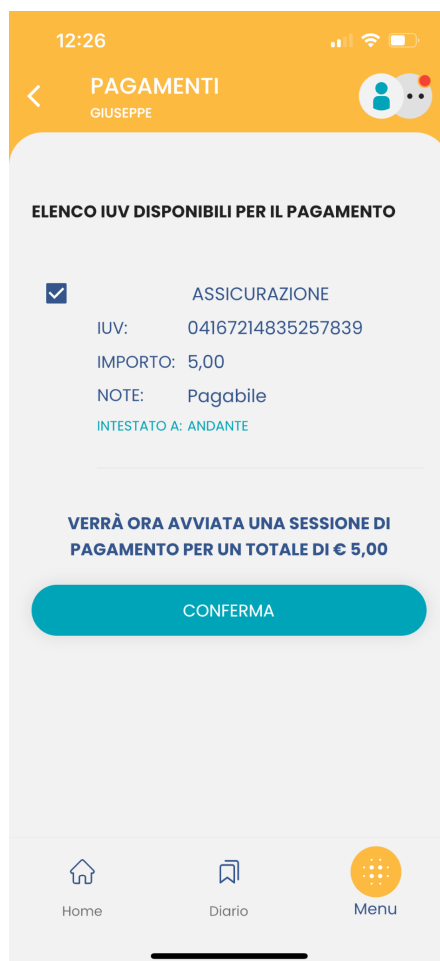 12:26
PAGAMENTI
GIUSEPPE
ELENCO IUV DISPONIBILI PER IL PAGAMENTO
ASSICURAZIONE
IUV: 04167214835257839
IMPORTO: 5,00
NOTE: Pagabile
INTESTATO A: ANDANTE
VERRÀ ORA AVVIATA UNA SESSIONE DI
PAGAMENTO PER UN TOTALE DI € 5,00
CONFERMA
Home Diario Menu